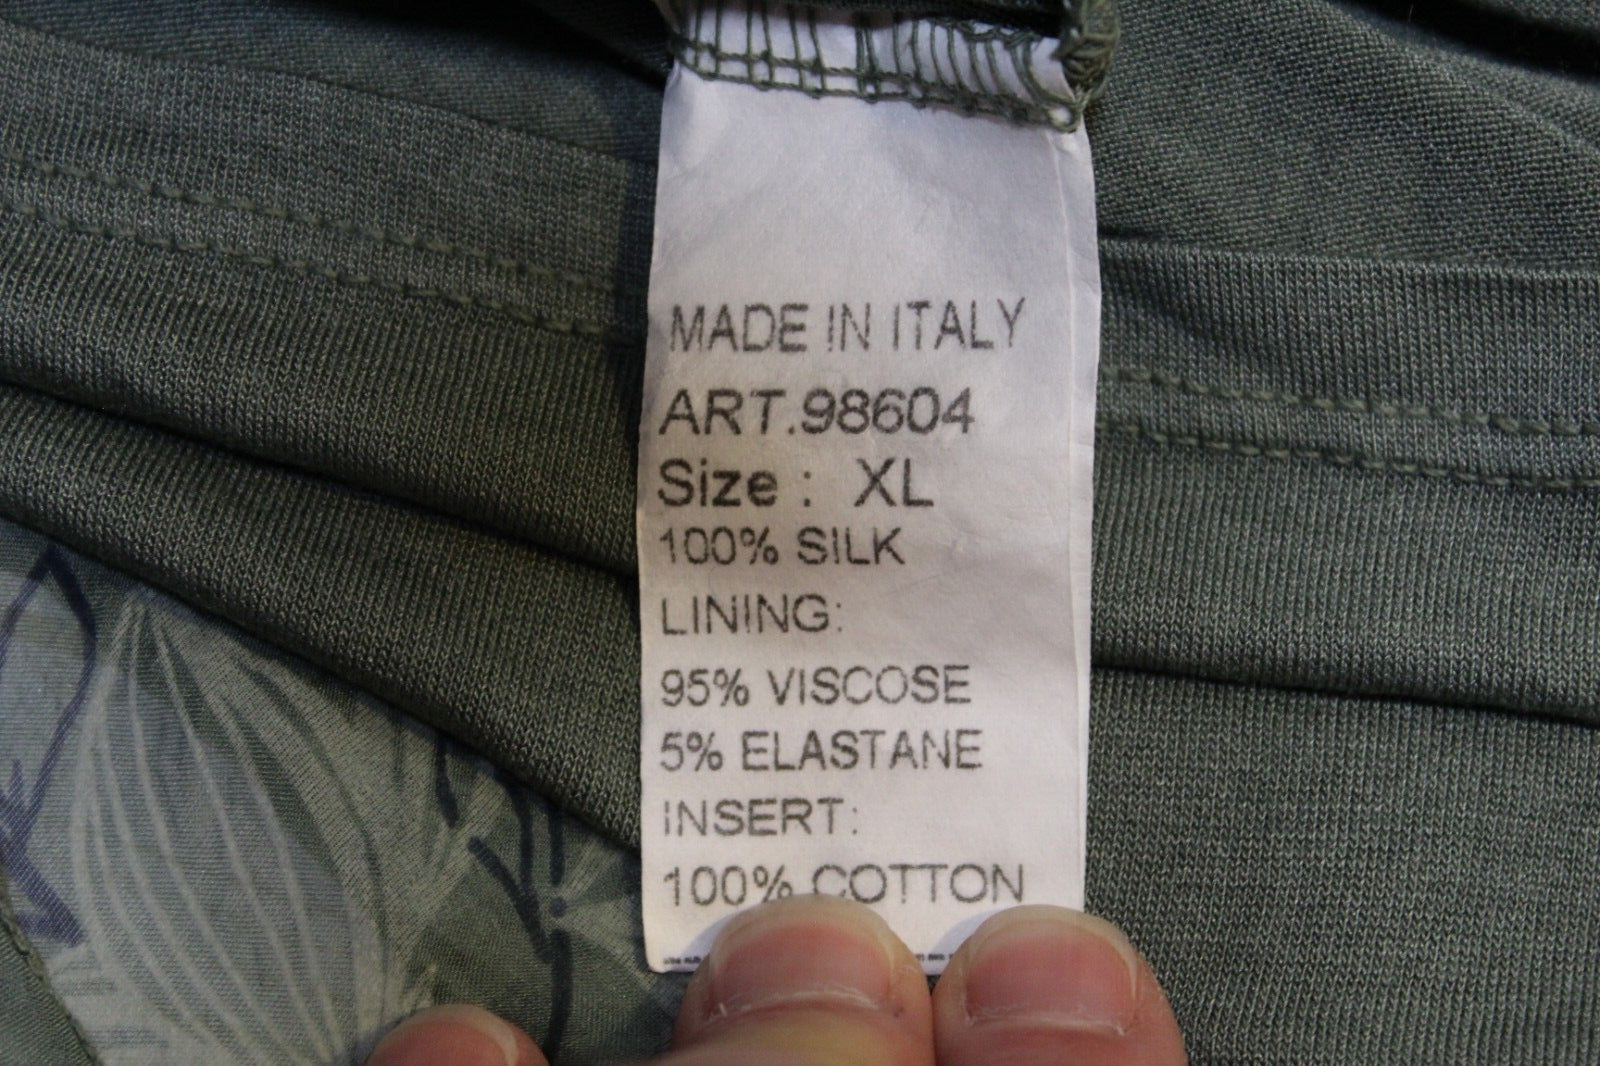 MADE IN ITALY
ART.98604
Size : XL
100% SILK
LINING:
95% VISCOSE
5% ELASTANE
INSERT:
100% COTTON